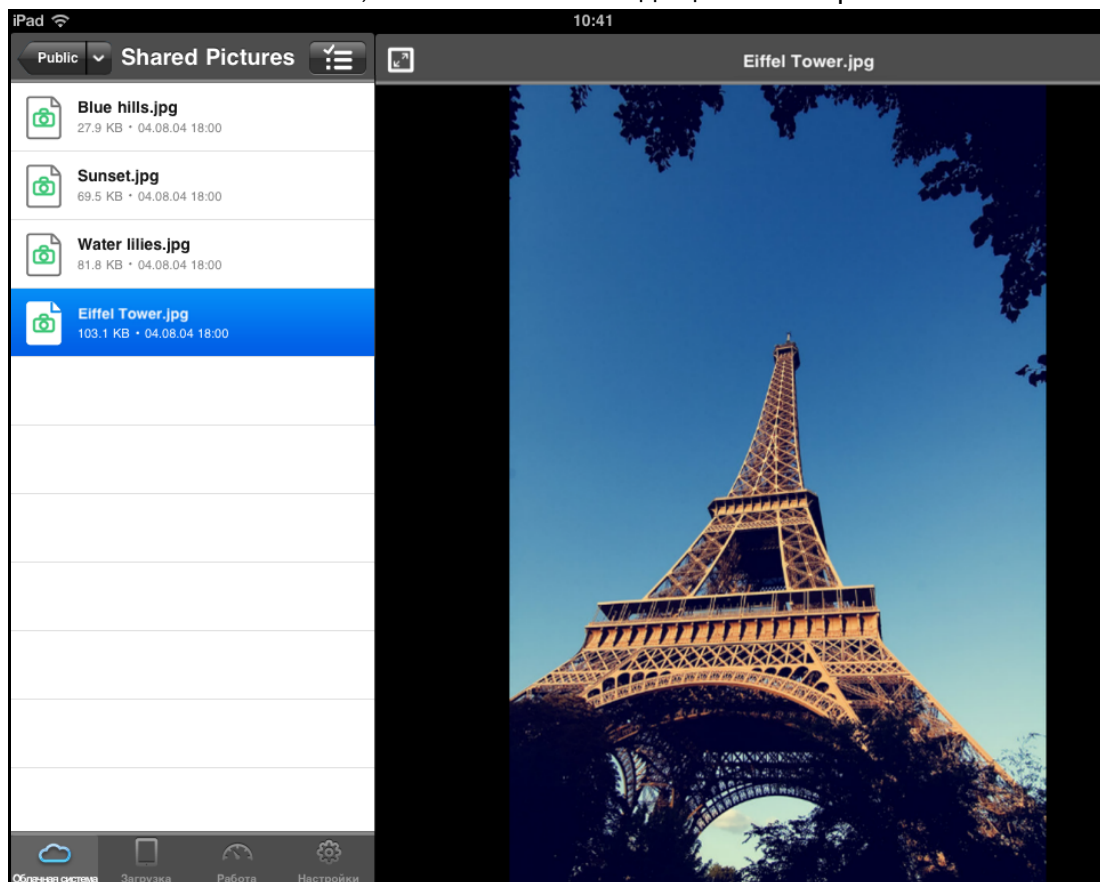 iPad 10:41
Public Shared Pictures
Eiffel Tower.jpg
Blue hills.jpg
27.9 KB • 04.08.04 18:00
Sunset.jpg
69.5 KB • 04.08.04 18:00
Water lilies.jpg
81.8 KB • 04.08.04 18:00
Eiffel Tower.jpg
103.1 KB • 04.08.04 18:00
Облачная система Загрузка Работа Настройки